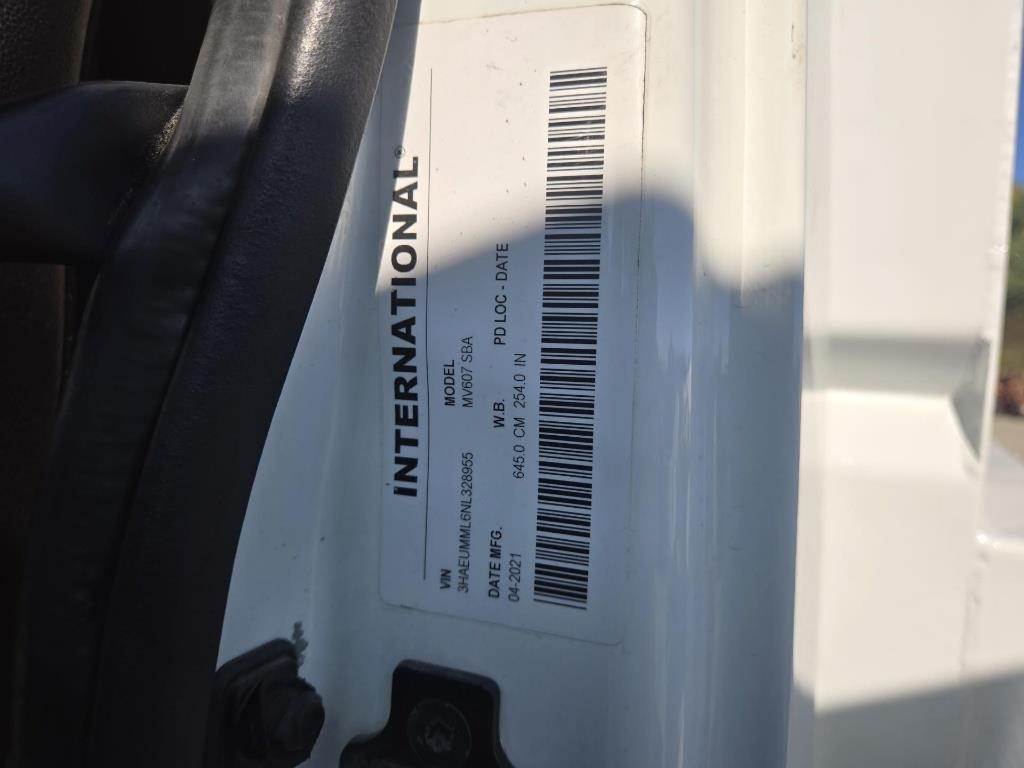 INTERNATIONAL®
VIN MODEL
3HAEUMML6NL328955 MV607 SBA
DATE MFG. W.B. PD LOC - DATE
04-2021 645.0 CM 254.0 IN